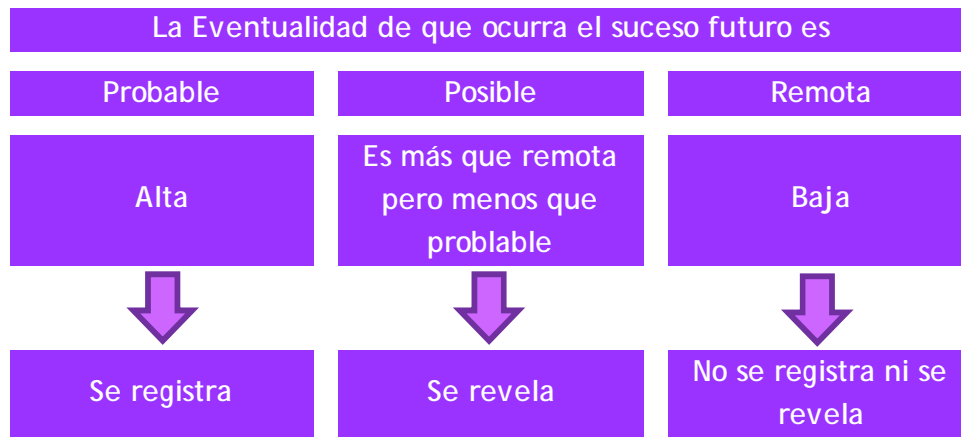 La Eventualidad de que ocurra el suceso futuro es
Probable
Posible
Remota
Alta
Es más que remota
pero menos que
problable
Baja
Se registra
Se revela
No se registra ni se
revela